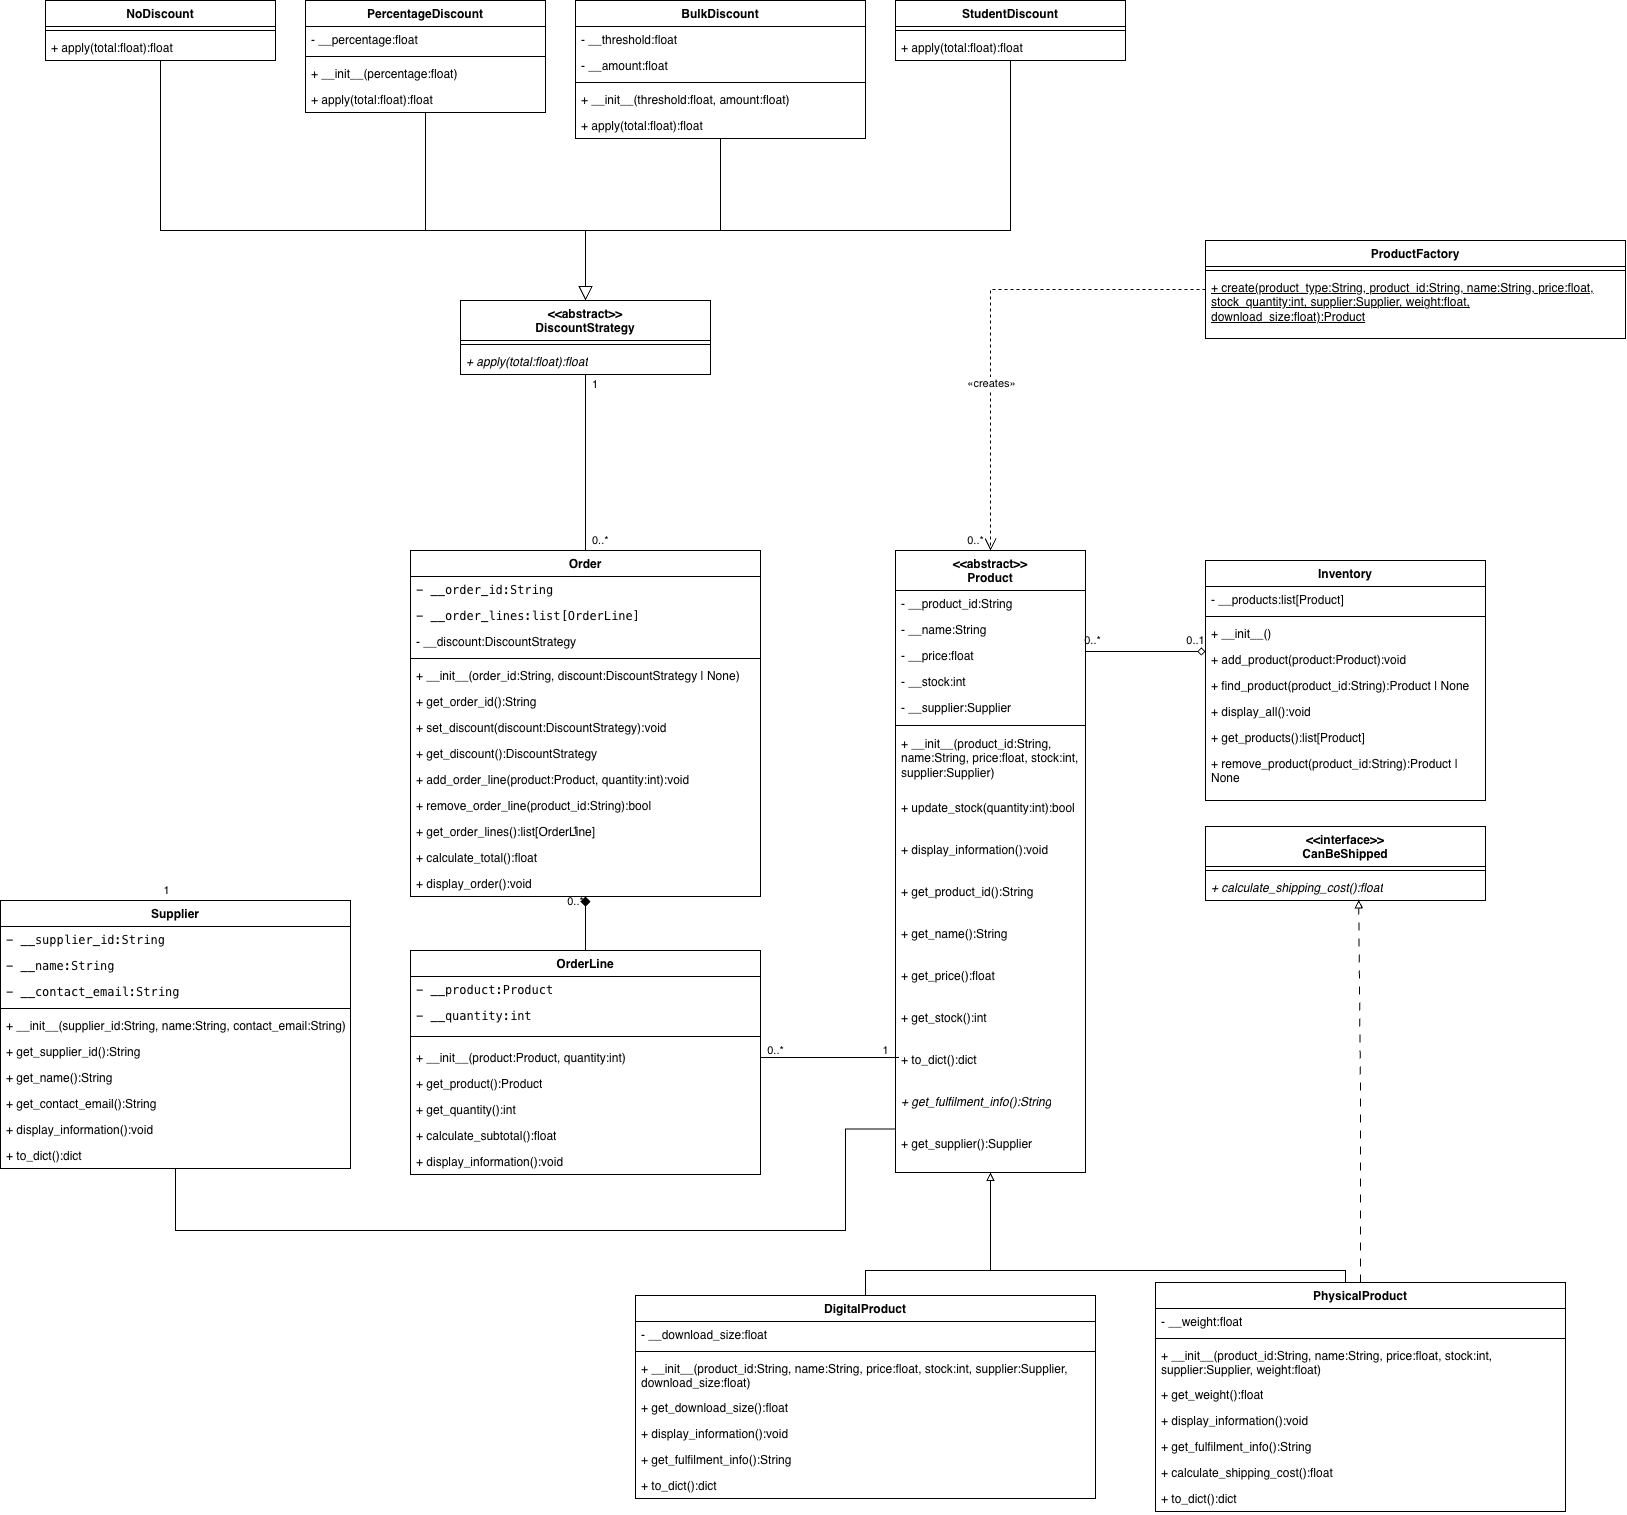 NoDiscount
+ apply(total:float):float
PercentageDiscount
- __percentage:float
+ __init__(percentage:float)
+ apply(total:float):float
BulkDiscount
- __threshold:float
- __amount:float
+ __init__(threshold:float, amount:float)
+ apply(total:float):float
StudentDiscount
+ apply(total:float):float
ProductFactory
+ create(product_type:String, product_id:String, name:String, price:float,
stock_quantity:int, supplier:Supplier, weight:float,
download_size:float):Product
<<abstract>>
DiscountStrategy
+ apply(total:float):float
1
«creates»
0..*
0..*
Order
- __order_id:String
- __order_lines:list[OrderLine]
- __discount:DiscountStrategy
+ __init__(order_id:String, discount:DiscountStrategy | None)
+ get_order_id():String
+ set_discount(discount:DiscountStrategy):void
+ get_discount():DiscountStrategy
+ add_order_line(product:Product, quantity:int):void
+ remove_order_line(product_id:String):bool
+ get_order_lines():list[OrderLine]
+ calculate_total():float
+ display_order():void
<<abstract>>
Product
- __product_id:String
- __name:String
- __price:float
- __stock:int
- __supplier:Supplier
+ __init__(product_id:String,
name:String, price:float, stock:int,
supplier:Supplier)
+ update_stock(quantity:int):bool
+ display_information():void
+ get_product_id():String
+ get_name():String
+ get_price():float
+ get_stock():int
+ to_dict():dict
+ get_fulfilment_info():String
+ get_supplier():Supplier
0..*
0..1
Inventory
- __products:list[Product]
+ __init__()
+ add_product(product:Product):void
+ find_product(product_id:String):Product | None
+ display_all():void
+ get_products():list[Product]
+ remove_product(product_id:String):Product |
None
<<interface>>
CanBeShipped
+ calculate_shipping_cost():float
1
Supplier
- __supplier_id:String
- __name:String
- __contact_email:String
+ __init__(supplier_id:String, name:String, contact_email:String)
+ get_supplier_id():String
+ get_name():String
+ get_contact_email():String
+ display_information():void
+ to_dict():dict
0..*
OrderLine
- __product:Product
- __quantity:int
+ __init__(product:Product, quantity:int)
+ get_product():Product
+ get_quantity():int
+ calculate_subtotal():float
+ display_information():void
0..*
1
DigitalProduct
- __download_size:float
+ __init__(product_id:String, name:String, price:float, stock:int, supplier:Supplier,
download_size:float)
+ get_download_size():float
+ display_information():void
+ get_fulfilment_info():String
+ to_dict():dict
PhysicalProduct
- __weight:float
+ __init__(product_id:String, name:String, price:float, stock:int,
supplier:Supplier, weight:float)
+ get_weight():float
+ display_information():void
+ get_fulfilment_info():String
+ calculate_shipping_cost():float
+ to_dict():dict